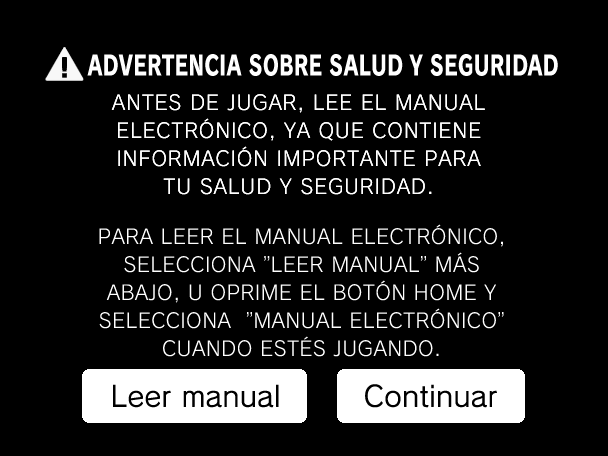 ADVERTENCIA SOBRE SALUD Y SEGURIDAD
ANTES DE JUGAR, LEE EL MANUAL
ELECTRÓNICO, YA QUE CONTIENE
INFORMACIÓN IMPORTANTE PARA
TU SALUD Y SEGURIDAD.
PARA LEER EL MANUAL ELECTRÓNICO,
SELECCIONA ”LEER MANUAL” MÁS
ABAJO, U OPRIME EL BOTÓN HOME Y
SELECCIONA ”MANUAL ELECTRÓNICO”
CUANDO ESTÉS JUGANDO.
Leer manual Continuar